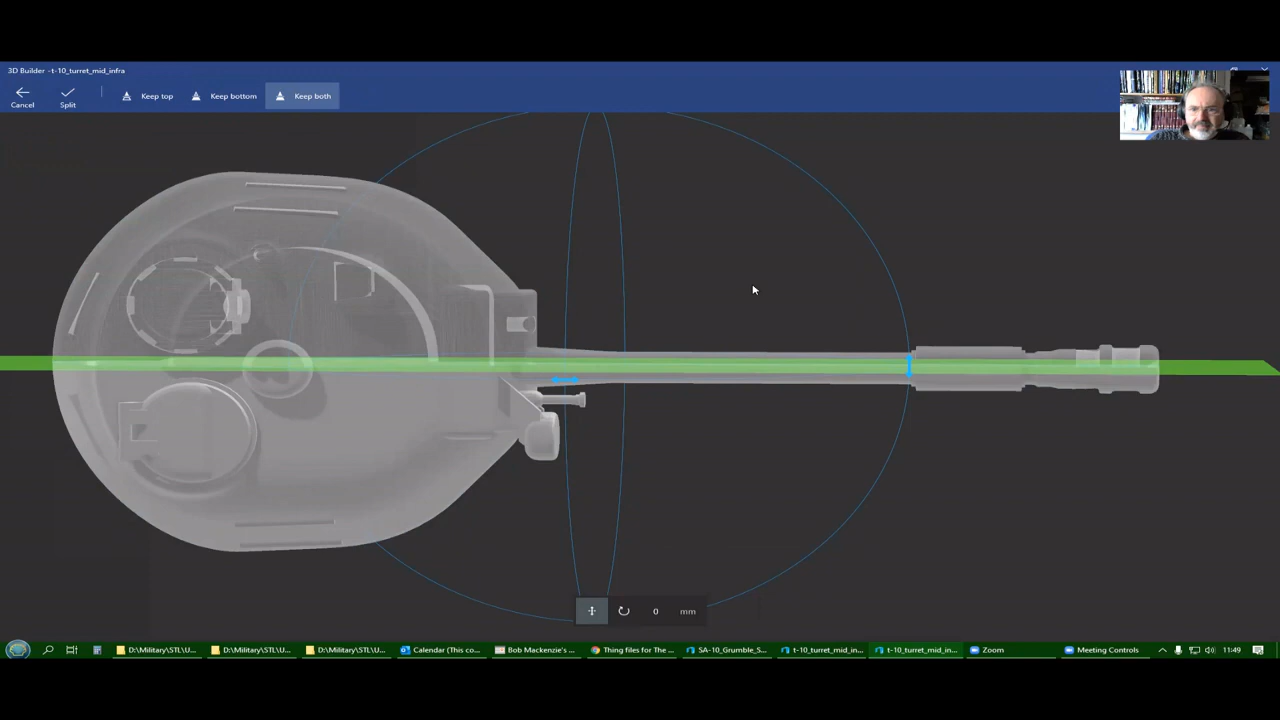 3D Builder - t-10_turret_mid_infra
Cancel
Split
Keep top
Keep bottom
Keep both
0 mm
D:\Military\STL\U...
D:\Military\STL\U...
D:\Military\STL\U...
Calendar (This co...
Bob Mackenzie's ...
Thing files for The ...
SA-10_Grumble_S...
t-10_turret_mid_in...
t-10_turret_mid_in...
Zoom
Meeting Controls
11:49